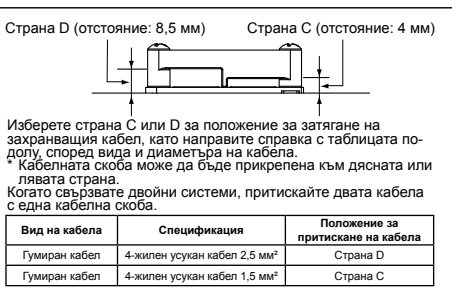 Страна D (отстояние: 8,5 мм) Страна C (отстояние: 4 мм)
Изберете страна C или D за положение за затягане на
захранващия кабел, като направите справка с таблицата по-
долу, според вида и диаметъра на кабела.
* Кабелната скоба може да бъде прикрепена към дясната или
лявата страна.
Когато свързвате двойни системи, притискайте двата кабела
с една кабелна скоба.
Вид на кабела Спецификация Положение за притискане на кабела
Гумиран кабел 4-жилен усукан кабел 2,5 мм² Страна D
Гумиран кабел 4-жилен усукан кабел 1,5 мм² Страна C